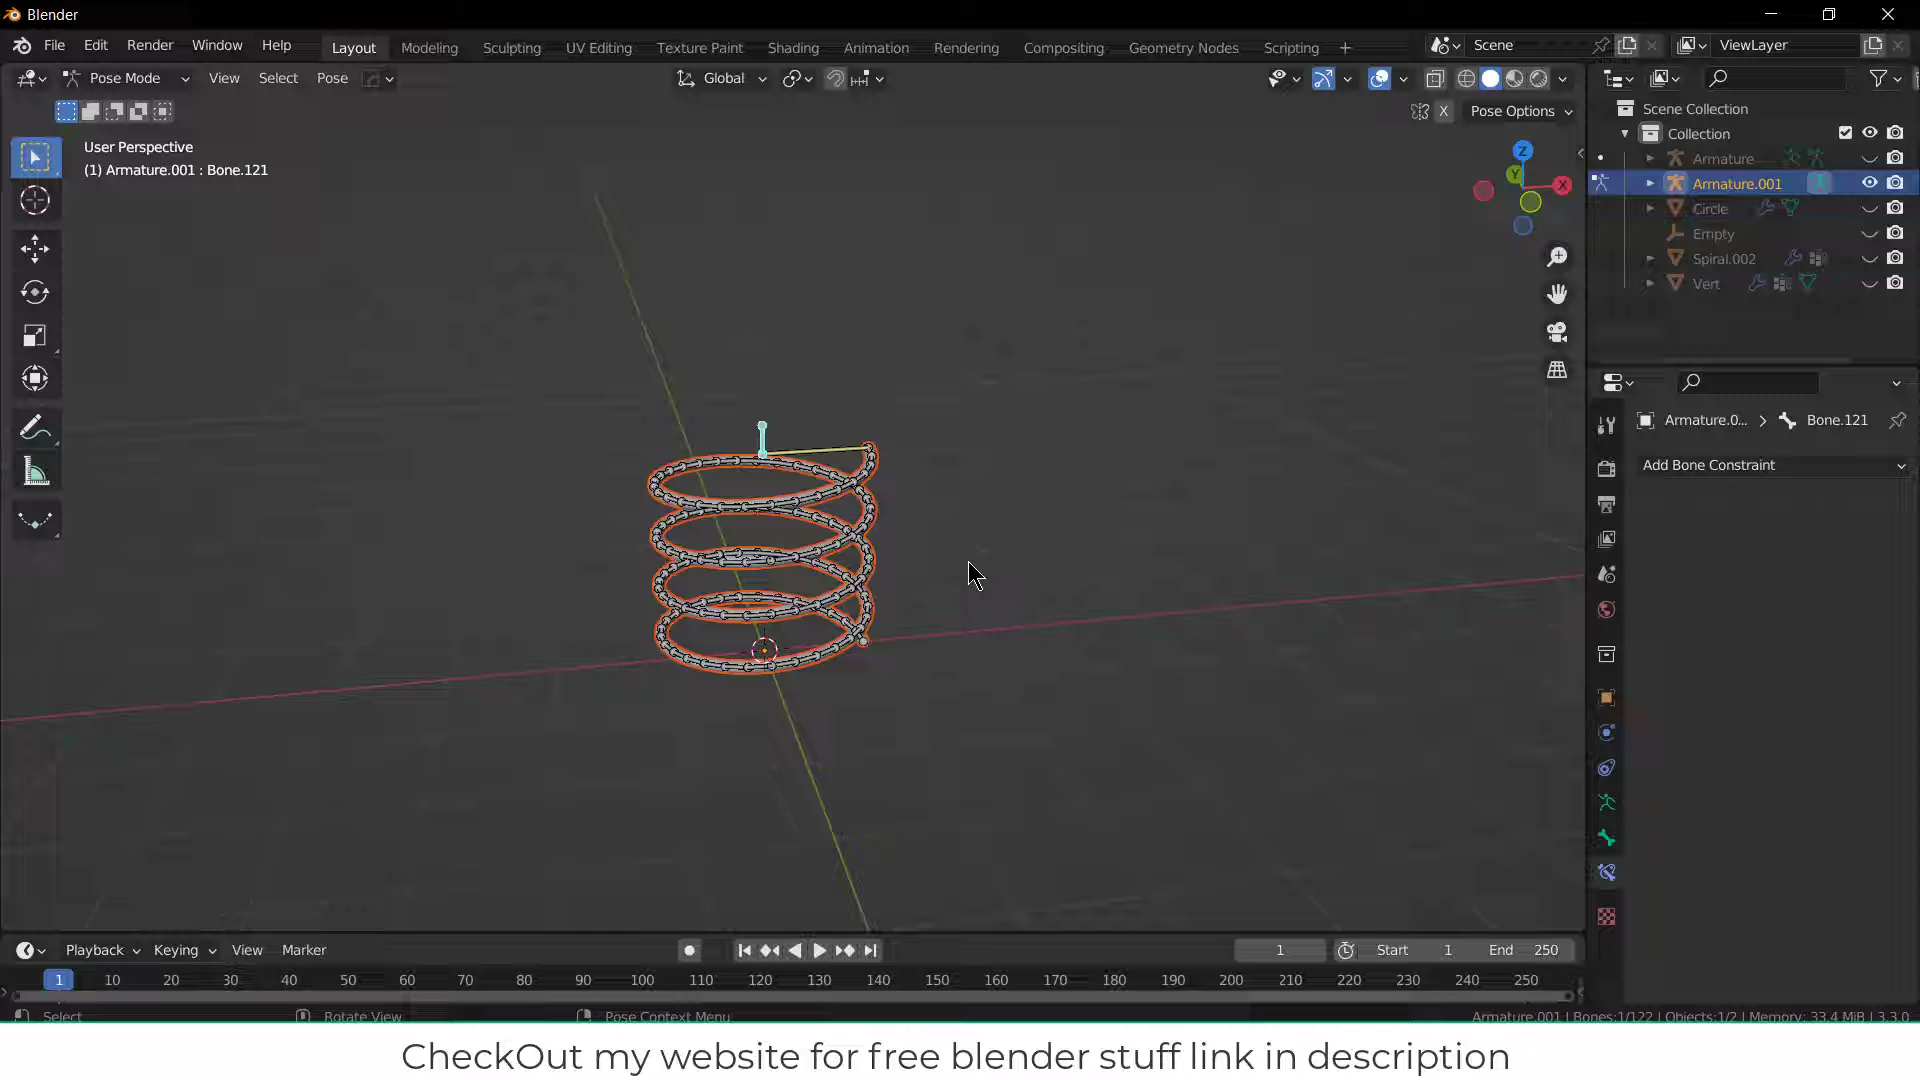 Blender
File Edit Render Window Help Layout Modeling Sculpting UV Editing Texture Paint Shading Animation Rendering Compositing Geometry Nodes Scripting + Scene ViewLayer
Pose Mode View Select Pose Global
X Pose Options
User Perspective
(1) Armature.001 : Bone.121
Z
Y
X
Scene Collection
Collection
Armature
Armature.001
Circle
Empty
Spiral.002
Vert
Armature.0... > Bone.121
Add Bone Constraint
Playback Keying View Marker 1 Start 1 End 250
1 10 20 30 40 50 60 70 80 90 100 110 120 130 140 150 160 170 180 190 200 210 220 230 240 250
Select Rotate View Pose Context Menu Armature.001 | Bones:1/122 | Objects:1/2 | Memory: 33.4 MiB | 3.3.0
CheckOut my website for free blender stuff link in description